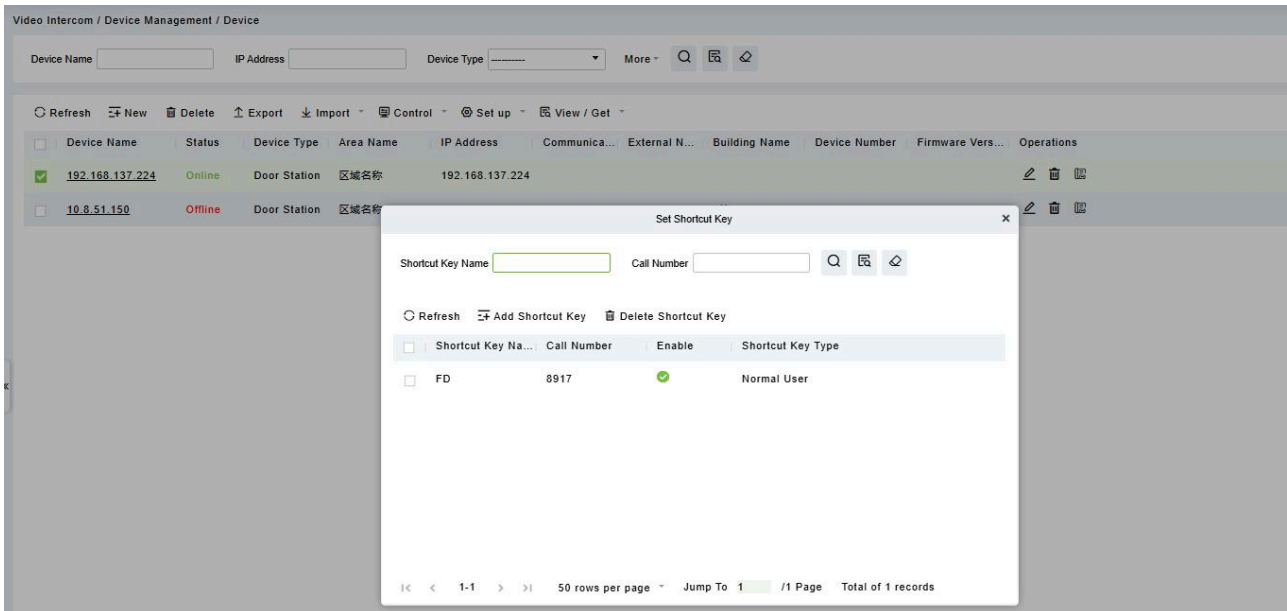 Video Intercom / Device Management / Device
Device Name IP Address Device Type ---------- More
Refresh New Delete Export Import Control Set up View / Get
Device Name Status Device Type Area Name IP Address Communica... External N... Building Name Device Number Firmware Vers... Operations
192.168.137.224 Online Door Station 区域名称 192.168.137.224
10.8.51.150 Offline Door Station 区域名称
Set Shortcut Key
Shortcut Key Name Call Number
Refresh Add Shortcut Key Delete Shortcut Key
Shortcut Key Na... Call Number Enable Shortcut Key Type
FD 8917 Normal User
1-1 50 rows per page Jump To 1 /1 Page Total of 1 records